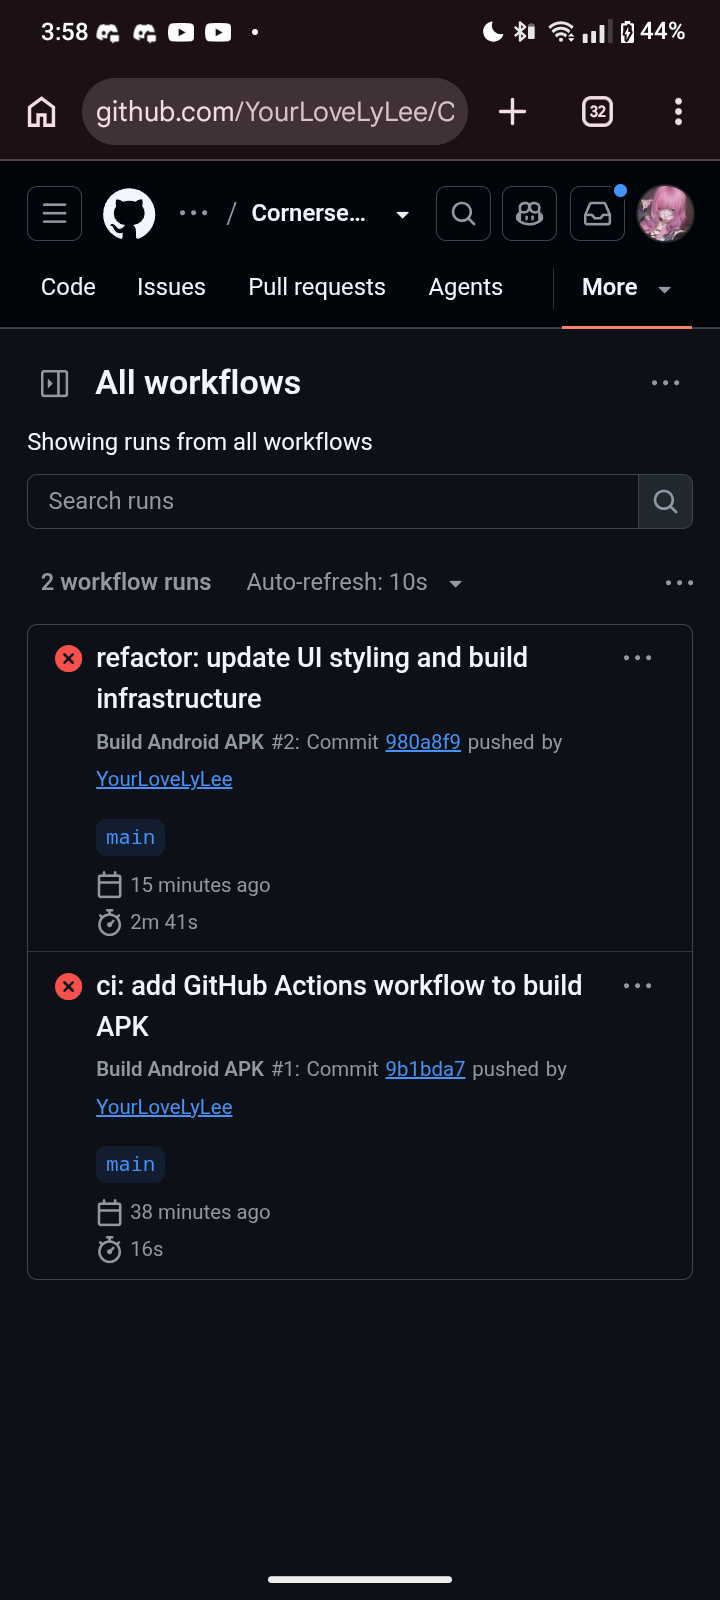 3:58
44%
github.com/YourLoveLyLee/C
32
/ Cornerse...
Code Issues Pull requests Agents More
All workflows
Showing runs from all workflows
Search runs
2 workflow runs Auto-refresh: 10s
refactor: update UI styling and build
infrastructure
Build Android APK #2: Commit 980a8f9 pushed by
YourLoveLyLee
main
15 minutes ago
2m 41s
ci: add GitHub Actions workflow to build
APK
Build Android APK #1: Commit 9b1bda7 pushed by
YourLoveLyLee
main
38 minutes ago
16s